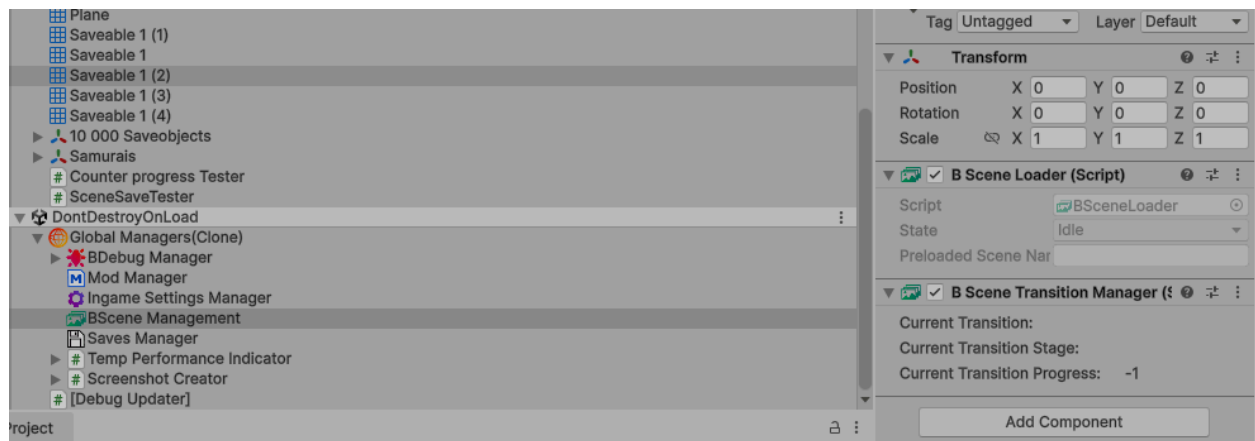 Plane
Saveable 1 (1)
Saveable 1
Saveable 1 (2)
Saveable 1 (3)
Saveable 1 (4)
10 000 Saveobjects
Samurais
# Counter progress Tester
# SceneSaveTester
DontDestroyOnLoad
Global Managers(Clone)
BDebug Manager
M Mod Manager
Ingame Settings Manager
BScene Management
Saves Manager
# Temp Performance Indicator
# Screenshot Creator
# [Debug Updater]
Project
Tag Untagged Layer Default
Transform
Position X 0 Y 0 Z 0
Rotation X 0 Y 0 Z 0
Scale X 1 Y 1 Z 1
B Scene Loader (Script)
Script BSceneLoader
State Idle
Preloaded Scene Nar
B Scene Transition Manager (S
Current Transition:
Current Transition Stage:
Current Transition Progress: -1
Add Component